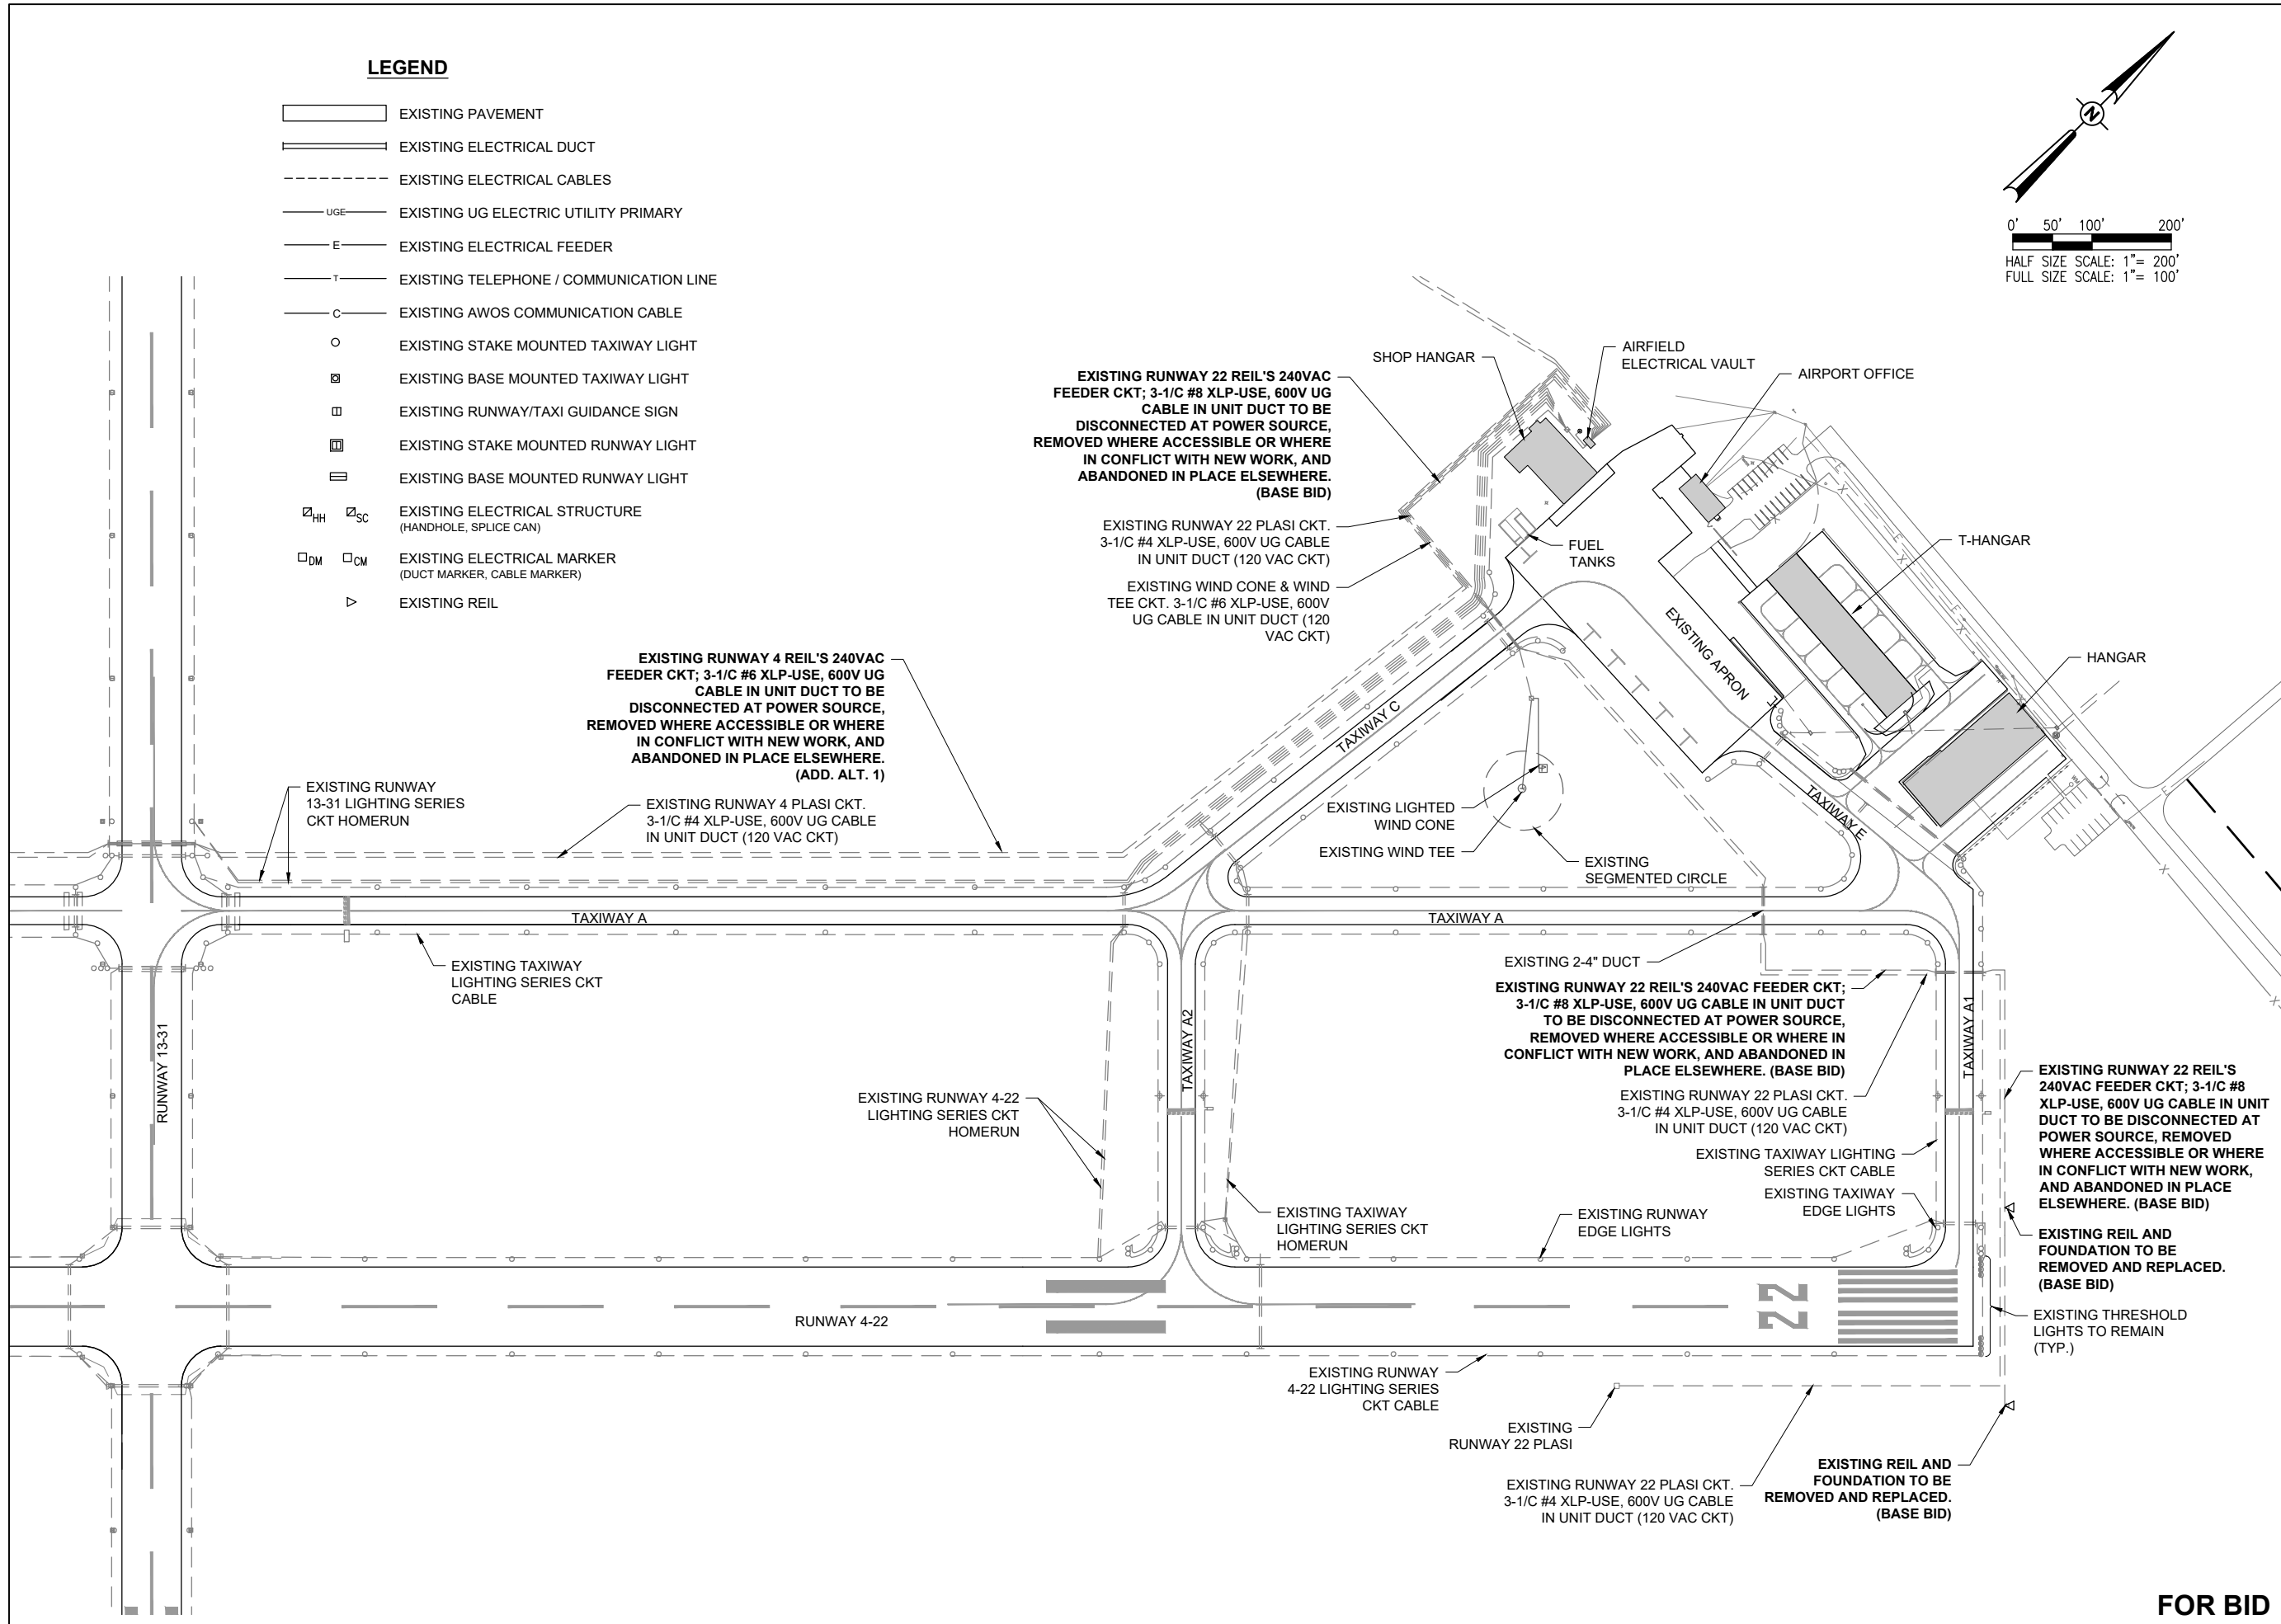 LEGEND
EXISTING PAVEMENT
EXISTING ELECTRICAL DUCT
EXISTING ELECTRICAL CABLES
UGE
EXISTING UG ELECTRIC UTILITY PRIMARY
E
EXISTING ELECTRICAL FEEDER
T
EXISTING TELEPHONE / COMMUNICATION LINE
C
EXISTING AWOS COMMUNICATION CABLE
EXISTING STAKE MOUNTED TAXIWAY LIGHT
EXISTING BASE MOUNTED TAXIWAY LIGHT
EXISTING RUNWAY/TAXI GUIDANCE SIGN
EXISTING STAKE MOUNTED RUNWAY LIGHT
EXISTING BASE MOUNTED RUNWAY LIGHT
HH SC
EXISTING ELECTRICAL STRUCTURE
(HANDHOLE, SPLICE CAN)
DM CM
EXISTING ELECTRICAL MARKER
(DUCT MARKER, CABLE MARKER)
EXISTING REIL
N
0' 50' 100' 200'
HALF SIZE SCALE: 1"= 200'
FULL SIZE SCALE: 1"= 100'
SHOP HANGAR
AIRFIELD
ELECTRICAL VAULT
AIRPORT OFFICE
EXISTING RUNWAY 22 REIL'S 240VAC
FEEDER CKT; 3-1/C #8 XLP-USE, 600V UG
CABLE IN UNIT DUCT TO BE
DISCONNECTED AT POWER SOURCE,
REMOVED WHERE ACCESSIBLE OR WHERE
IN CONFLICT WITH NEW WORK, AND
ABANDONED IN PLACE ELSEWHERE.
(BASE BID)
EXISTING RUNWAY 22 PLASI CKT.
3-1/C #4 XLP-USE, 600V UG CABLE
IN UNIT DUCT (120 VAC CKT)
EXISTING WIND CONE & WIND
TEE CKT. 3-1/C #6 XLP-USE, 600V
UG CABLE IN UNIT DUCT (120
VAC CKT)
FUEL
TANKS
T-HANGAR
HANGAR
EXISTING APRON
EXISTING RUNWAY 4 REIL'S 240VAC
FEEDER CKT; 3-1/C #6 XLP-USE, 600V UG
CABLE IN UNIT DUCT TO BE
DISCONNECTED AT POWER SOURCE,
REMOVED WHERE ACCESSIBLE OR WHERE
IN CONFLICT WITH NEW WORK, AND
ABANDONED IN PLACE ELSEWHERE.
(ADD. ALT. 1)
EXISTING RUNWAY
13-31 LIGHTING SERIES
CKT HOMERUN
EXISTING RUNWAY 4 PLASI CKT.
3-1/C #4 XLP-USE, 600V UG CABLE
IN UNIT DUCT (120 VAC CKT)
TAXIWAY C
EXISTING LIGHTED
WIND CONE
EXISTING WIND TEE
EXISTING
SEGMENTED CIRCLE
TAXIWAY E
TAXIWAY A
TAXIWAY A
EXISTING TAXIWAY
LIGHTING SERIES CKT
CABLE
RUNWAY 13-31
TAXIWAY A2
TAXIWAY A1
EXISTING 2-4" DUCT
EXISTING RUNWAY 22 REIL'S 240VAC FEEDER CKT;
3-1/C #8 XLP-USE, 600V UG CABLE IN UNIT DUCT
TO BE DISCONNECTED AT POWER SOURCE,
REMOVED WHERE ACCESSIBLE OR WHERE IN
CONFLICT WITH NEW WORK, AND ABANDONED IN
PLACE ELSEWHERE. (BASE BID)
EXISTING RUNWAY 22 PLASI CKT.
3-1/C #4 XLP-USE, 600V UG CABLE
IN UNIT DUCT (120 VAC CKT)
EXISTING TAXIWAY LIGHTING
SERIES CKT CABLE
EXISTING TAXIWAY
EDGE LIGHTS
EXISTING RUNWAY 22 REIL'S
240VAC FEEDER CKT; 3-1/C #8
XLP-USE, 600V UG CABLE IN UNIT
DUCT TO BE DISCONNECTED AT
POWER SOURCE, REMOVED
WHERE ACCESSIBLE OR WHERE
IN CONFLICT WITH NEW WORK,
AND ABANDONED IN PLACE
ELSEWHERE. (BASE BID)
EXISTING REIL AND
FOUNDATION TO BE
REMOVED AND REPLACED.
(BASE BID)
EXISTING THRESHOLD
LIGHTS TO REMAIN
(TYP.)
EXISTING RUNWAY 4-22
LIGHTING SERIES CKT
HOMERUN
EXISTING TAXIWAY
LIGHTING SERIES CKT
HOMERUN
EXISTING RUNWAY
EDGE LIGHTS
RUNWAY 4-22
22
EXISTING RUNWAY
4-22 LIGHTING SERIES
CKT CABLE
EXISTING
RUNWAY 22 PLASI
EXISTING RUNWAY 22 PLASI CKT.
3-1/C #4 XLP-USE, 600V UG CABLE
IN UNIT DUCT (120 VAC CKT)
EXISTING REIL AND
FOUNDATION TO BE
REMOVED AND REPLACED.
(BASE BID)
FOR BID